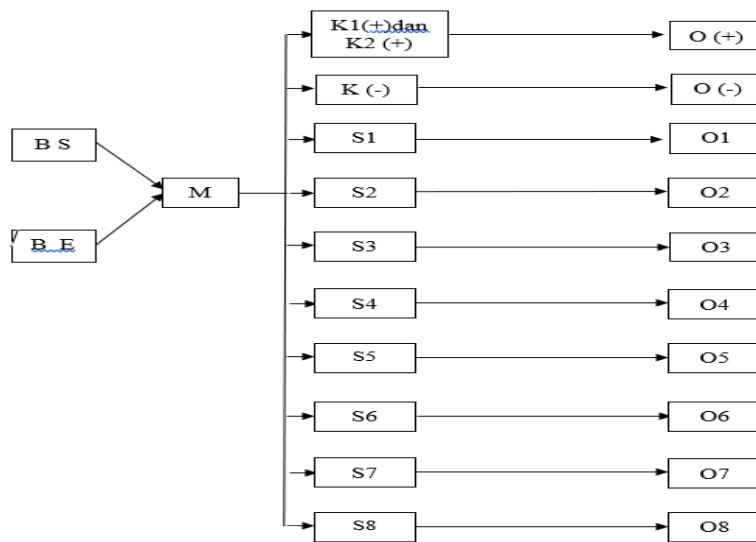 K1(+)dan
K2 (+)
O (+)
K (-)
O (-)
B S
S1
O1
M
S2
O2
B E
S3
O3
S4
O4
S5
O5
S6
O6
S7
O7
S8
O8